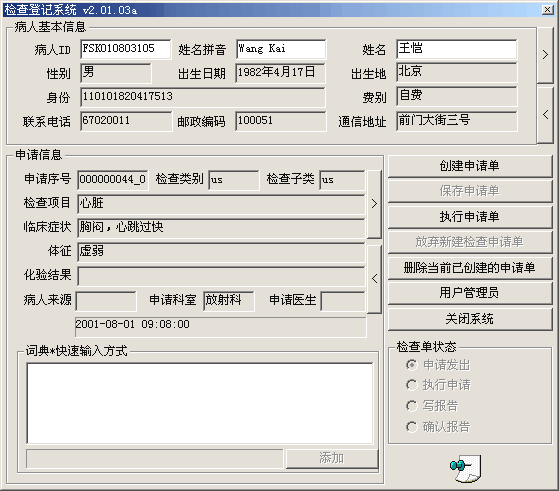 检查登记系统 v2.01.03a
病人基本信息
病人ID FSK010803105 姓名拼音 Wang Kai 姓名 王恺
性别 男 出生日期 1982年4月17日 出生地 北京
身份 110101820417513 费别 自费
联系电话 67020011 邮政编码 100051 通信地址 前门大街三号
申请信息
申请序号 000000044_0 检查类别 us 检查子类 us
检查项目 心脏
临床症状 胸闷，心跳过快
体征 虚弱
化验结果
病人来源 申请科室 放射科 申请医生
2001-08-01 09:08:00
词典*快速输入方式
添加
创建申请单
保存申请单
执行申请单
放弃新建检查申请单
删除当前已创建的申请单
用户管理员
关闭系统
检查单状态
申请发出
执行申请
写报告
确认报告